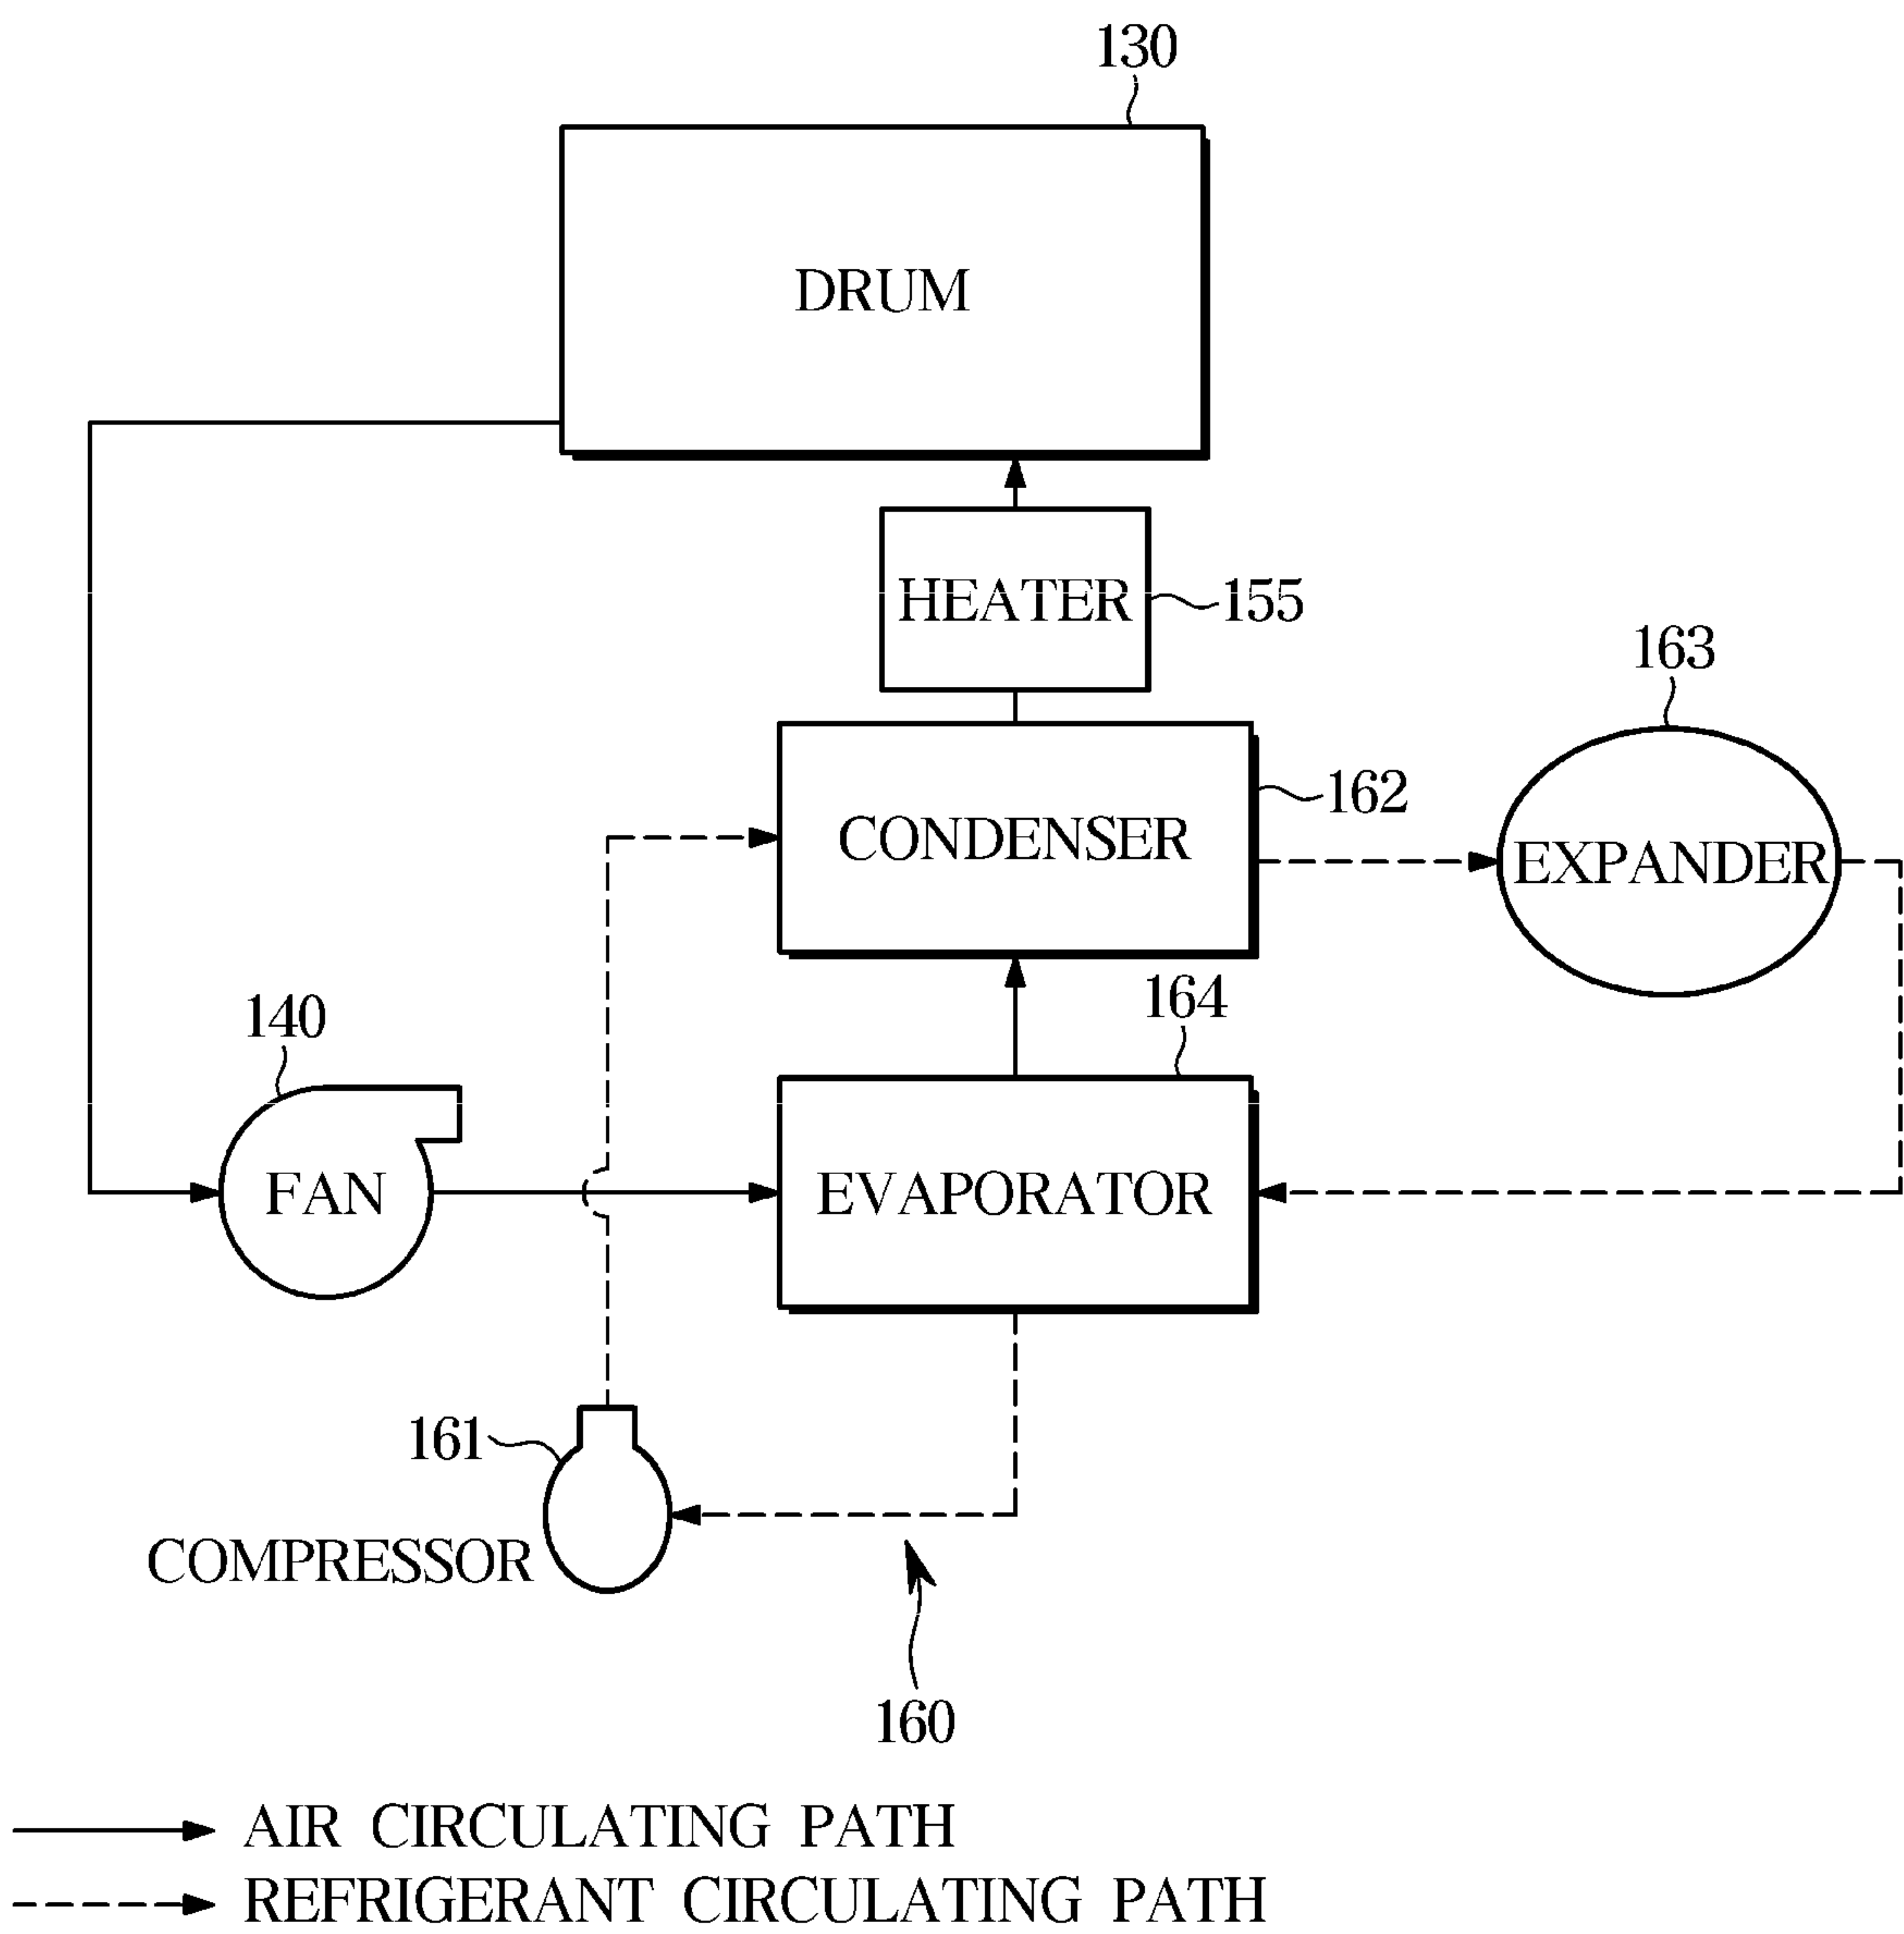 130
DRUM
HEATER
155
163
162
CONDENSER
EXPANDER
164
140
FAN
EVAPORATOR
161
COMPRESSOR
160
AIR CIRCULATING PATH
REFRIGERANT CIRCULATING PATH